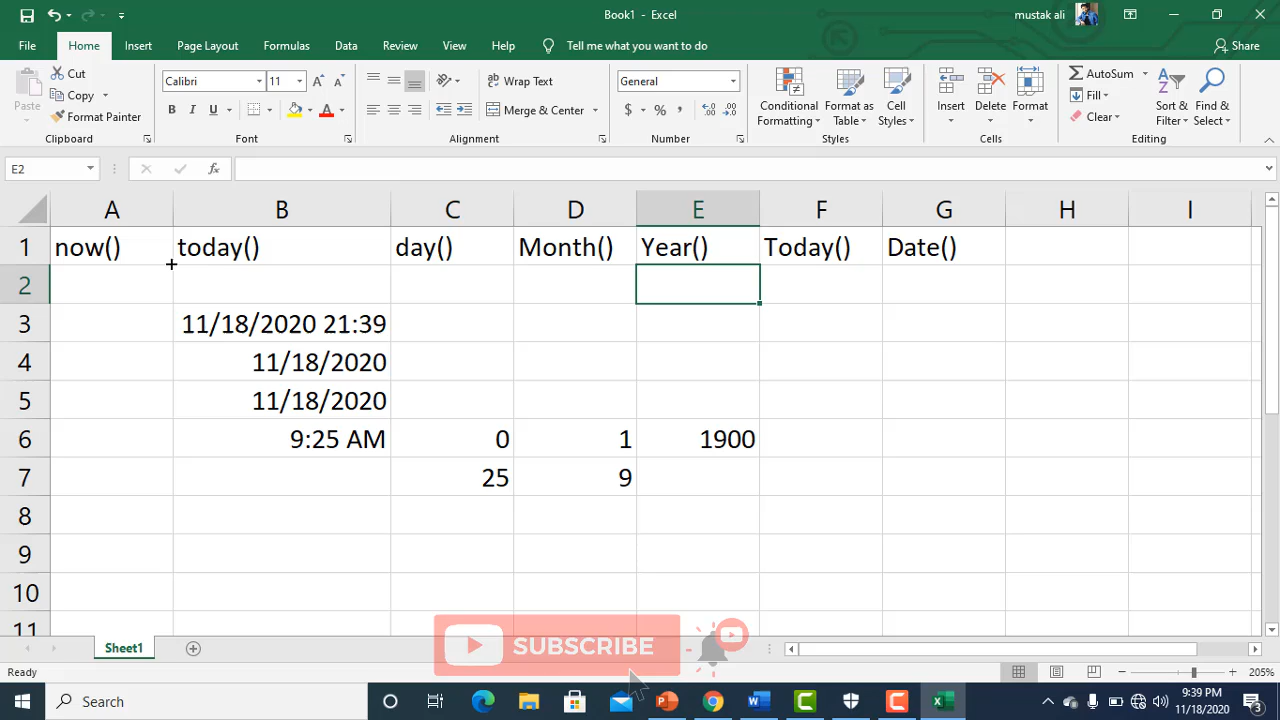 Book1 - Excel
mustak ali
File Home Insert Page Layout Formulas Data Review View Help Tell me what you want to do Share
Paste Cut Copy Format Painter
Calibri 11
B I U
Wrap Text
Merge & Center
General
$ % ,
Conditional Formatting
Format as Table
Cell Styles
Insert Delete Format
AutoSum Fill Clear
Sort & Filter
Find & Select
Clipboard Font Alignment Number Styles Cells Editing
E2 fx
A B C D E F G H I
1 now() today() day() Month() Year() Today() Date()
2
3 11/18/2020 21:39
4 11/18/2020
5 11/18/2020
6 9:25 AM 0 1 1900
7 25 9
8
9
10
11
SUBSCRIBE
Sheet1
Ready 205%
Search
9:39 PM
11/18/2020
3